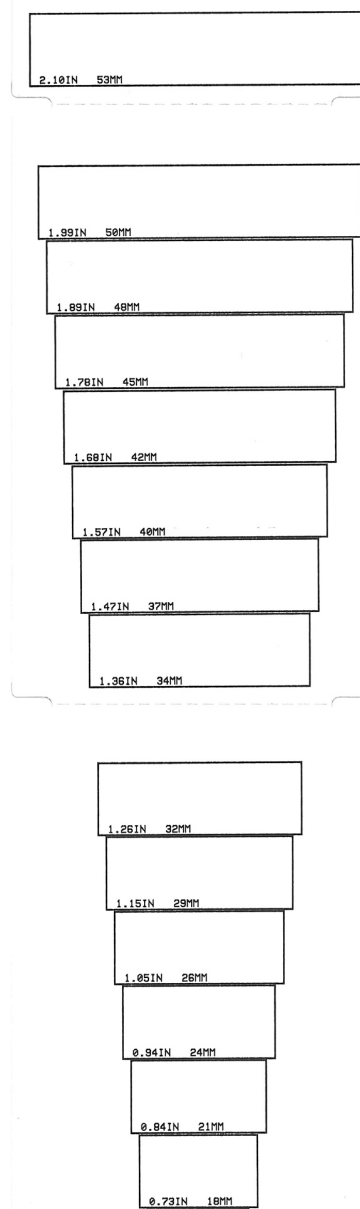 2.10IN 53MM
1.99IN 50MM
1.89IN 48MM
1.78IN 45MM
1.68IN 42MM
1.57IN 40MM
1.47IN 37MM
1.36IN 34MM
1.26IN 32MM
1.15IN 29MM
1.05IN 26MM
0.94IN 24MM
0.84IN 21MM
0.73IN 18MM